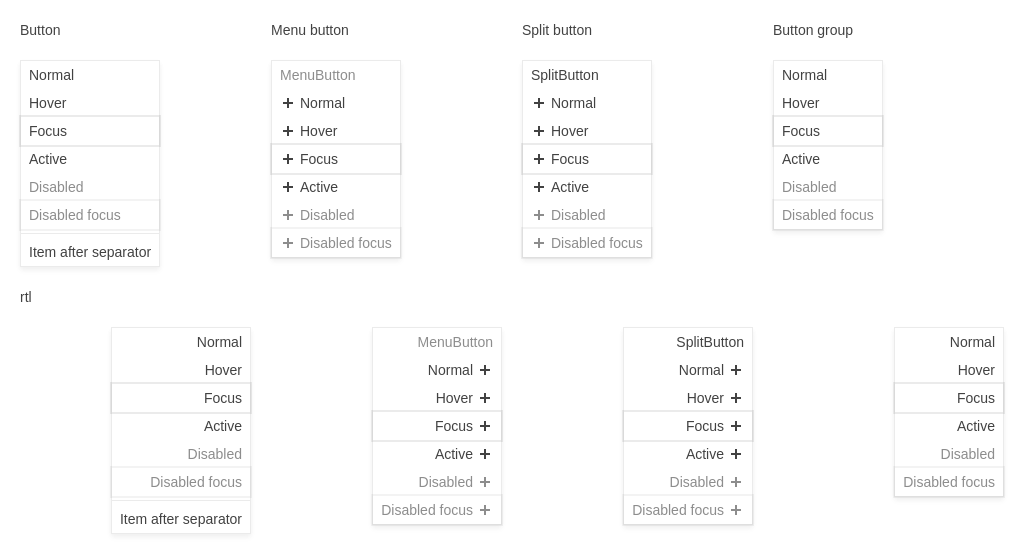 Button
Normal
Hover
Focus
Active
Disabled
Disabled focus
Item after separator
Menu button
MenuButton
Normal
Hover
Focus
Active
Disabled
Disabled focus
Split button
SplitButton
Normal
Hover
Focus
Active
Disabled
Disabled focus
Button group
Normal
Hover
Focus
Active
Disabled
Disabled focus
rtl
Normal
Hover
Focus
Active
Disabled
Disabled focus
Item after separator
MenuButton
Normal
Hover
Focus
Active
Disabled
Disabled focus
SplitButton
Normal
Hover
Focus
Active
Disabled
Disabled focus
Normal
Hover
Focus
Active
Disabled
Disabled focus